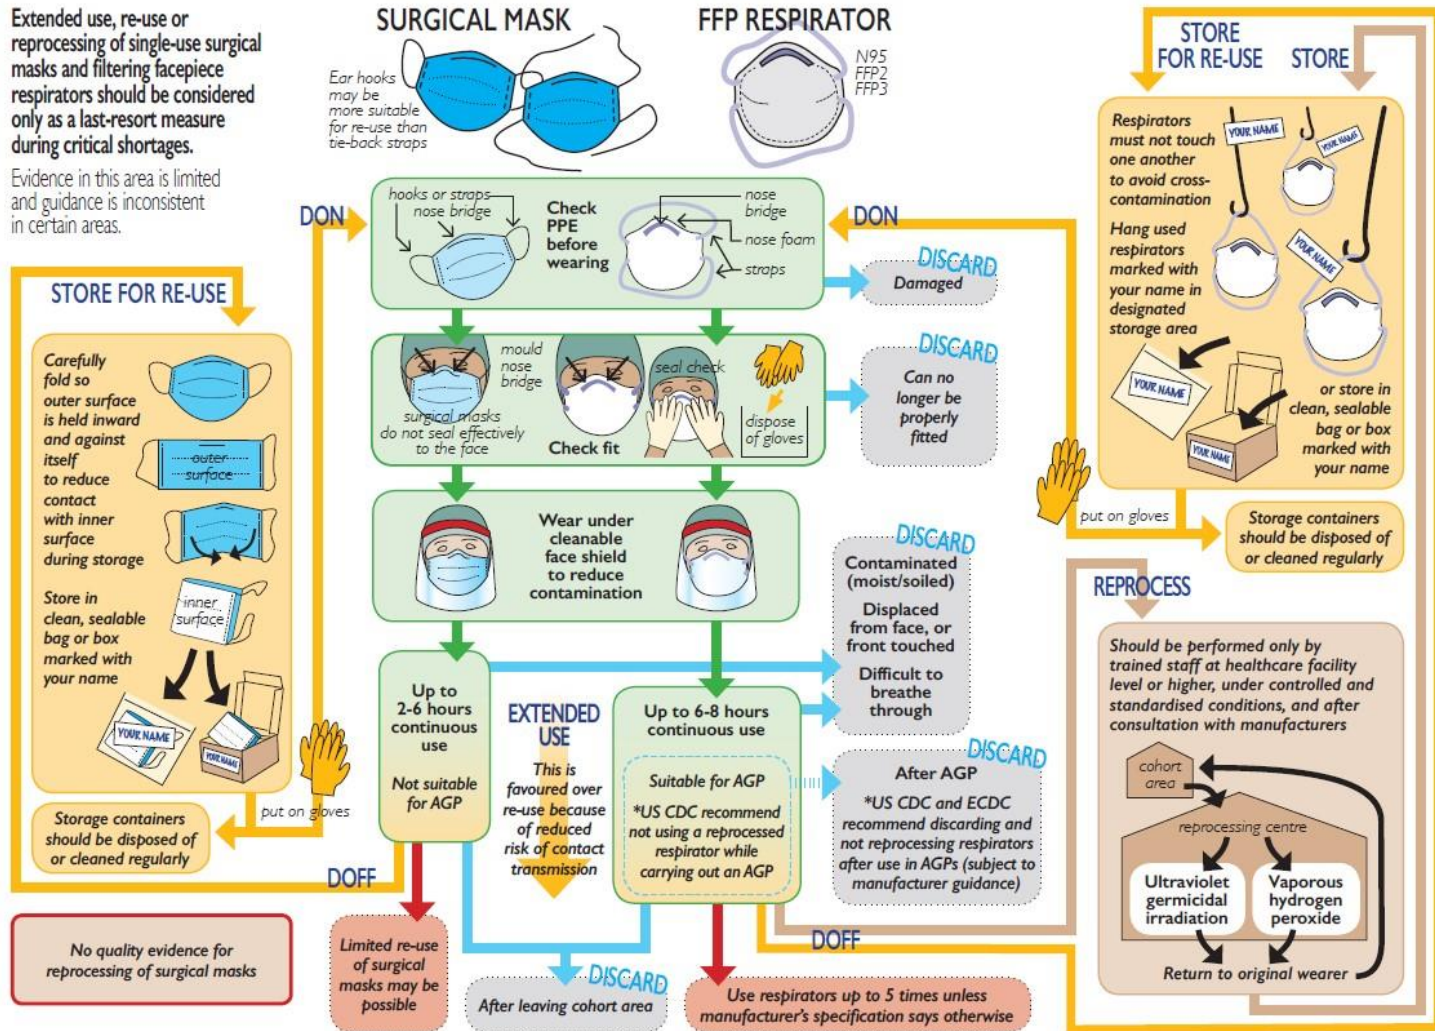 Extended use, re-use or
reprocessing of single-use surgical
masks and filtering facepiece
respirators should be considered
only as a last-resort measure
during critical shortages.
Evidence in this area is limited
and guidance is inconsistent
in certain areas.
SURGICAL MASK
Ear hooks
may be
more suitable
for re-use than
tie-back straps
FFP RESPIRATOR
N95
FFP2
FFP3
DON
hooks or straps
nose bridge
Check
PPE
before
wearing
nose
bridge
nose foam
straps
DON
DISCARD
Damaged
mould
nose
bridge
surgical masks
do not seal effectively
to the face
seal check
Check fit
dispose
of gloves
DISCARD
Can no
longer be
properly
fitted
Wear under
cleanable
face shield
to reduce
contamination
DISCARD
Contaminated
(moist/soiled)
Displaced
from face, or
front touched
Difficult to
breathe
through
Up to
2-6 hours
continuous
use
Not suitable
for AGP
EXTENDED
USE
This is
favoured over
re-use because
of reduced
risk of contact
transmission
Up to 6-8 hours
continuous use
Suitable for AGP
*US CDC recommend
not using a reprocessed
respirator while
carrying out an AGP
DISCARD
After AGP
*US CDC and ECDC
recommend discarding and
not reprocessing respirators
after use in AGPs (subject to
manufacturer guidance)
DOFF
Limited re-use
of surgical
masks may be
possible
DISCARD
After leaving cohort area
DOFF
Use respirators up to 5 times unless
manufacturer's specification says otherwise
STORE FOR RE-USE
Carefully
fold so
outer surface
is held inward
and against
itself
to reduce
contact
with inner
surface
during storage
outer
surface
Store in
clean, sealable
bag or box
marked with
your name
inner
surface
YOUR NAME
YOUR NAME
put on gloves
Storage containers
should be disposed of
or cleaned regularly
No quality evidence for
reprocessing of surgical masks
STORE
FOR RE-USE
STORE
Respirators
must not touch
one another
to avoid cross-
contamination
Hang used
respirators
marked with
your name in
designated
storage area
YOUR NAME
YOUR NAME
YOUR NAME
YOUR NAME
YOUR NAME
or store in
clean, sealable
bag or box
marked with
your name
put on gloves
Storage containers
should be disposed of
or cleaned regularly
REPROCESS
Should be performed only by
trained staff at healthcare facility
level or higher, under controlled and
standardised conditions, and after
consultation with manufacturers
cohort
area
reprocessing centre
Ultraviolet
germicidal
irradiation
Vaporous
hydrogen
peroxide
Return to original wearer